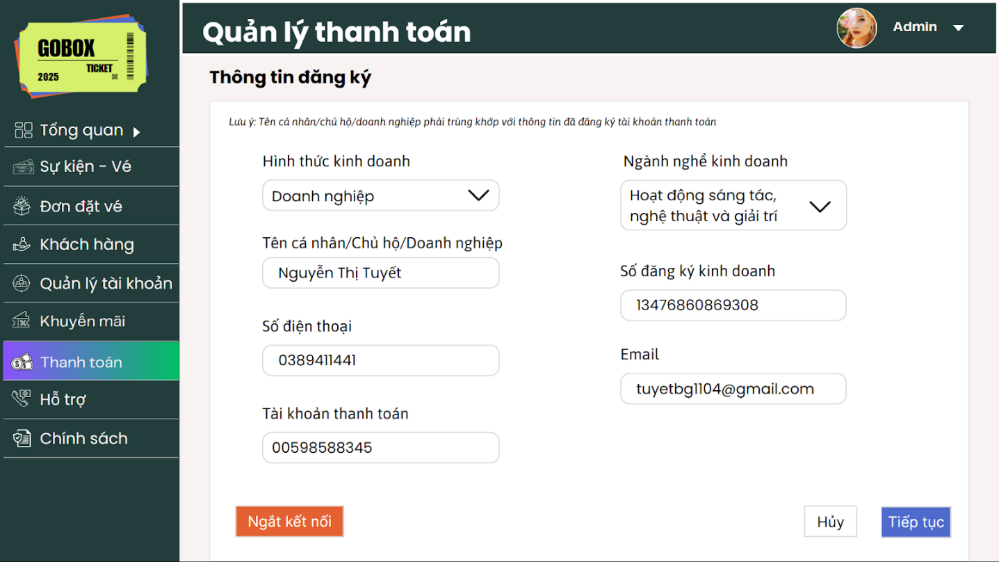 GOBOX
TICKET
2025
Tổng quan
Sự kiện - Vé
Đơn đặt vé
Khách hàng
Quản lý tài khoản
Khuyến mãi
Thanh toán
Hỗ trợ
Chính sách
Quản lý thanh toán
Admin
Thông tin đăng ký
Lưu ý: Tên cá nhân/chủ hộ/doanh nghiệp phải trùng khớp với thông tin đã đăng ký tài khoản thanh toán
Hình thức kinh doanh
Doanh nghiệp
Ngành nghề kinh doanh
Hoạt động sáng tác,
nghệ thuật và giải trí
Tên cá nhân/Chủ hộ/Doanh nghiệp
Nguyễn Thị Tuyết
Số đăng ký kinh doanh
13476860869308
Số điện thoại
0389411441
Email
tuyetbg1104@gmail.com
Tài khoản thanh toán
00598588345
Ngắt kết nối
Hủy
Tiếp tục